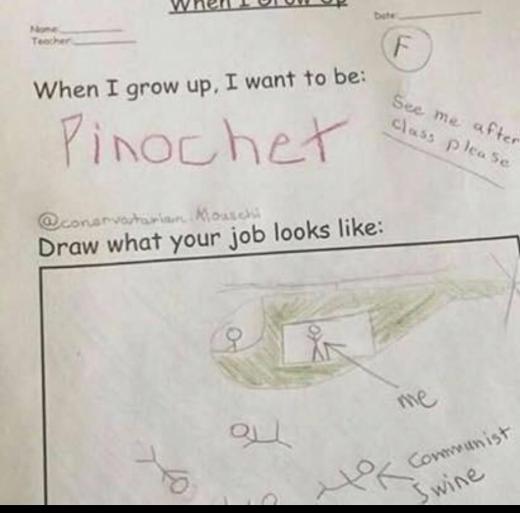 When I Grow Up
Name:
Teacher:
Date:
F
When I grow up, I want to be:
See me after
class please
Pinochet
@conservatarian.Mouschi
Draw what your job looks like:
me
Communist
Swine